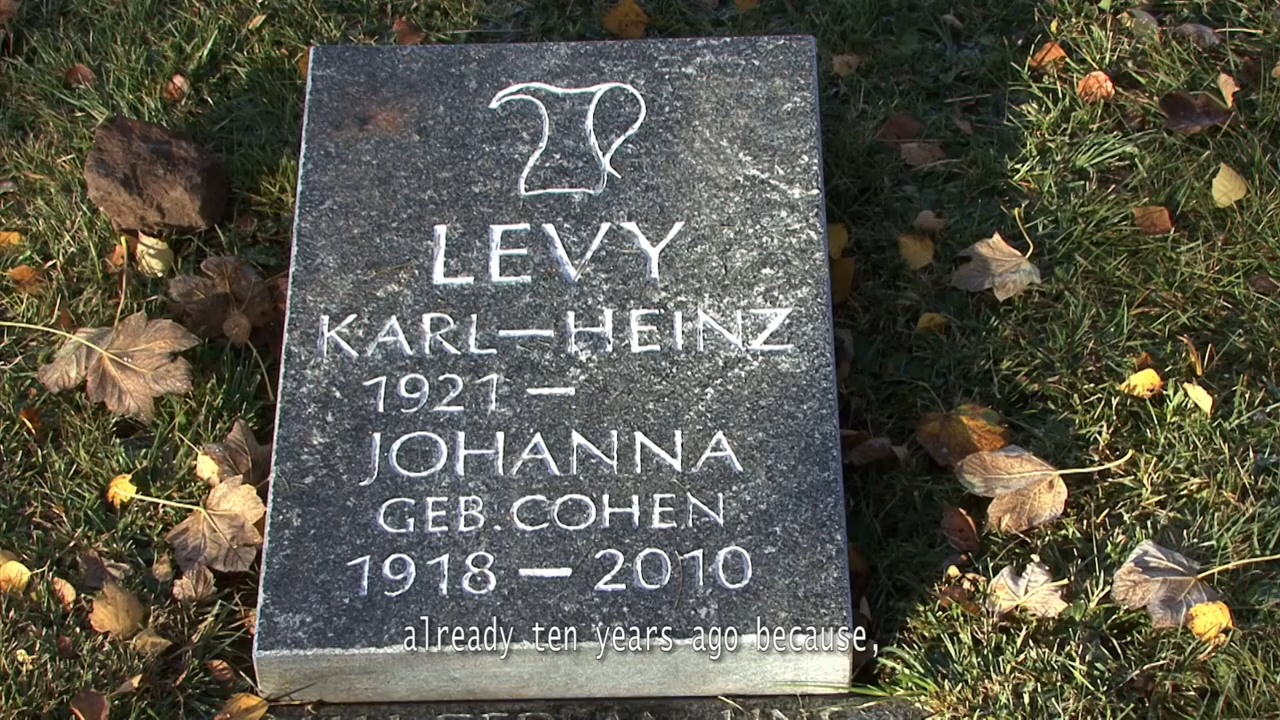 LEVY
KARL-HEINZ
1921 –
JOHANNA
GEB. COHEN
1918 – 2010
already ten years ago because,